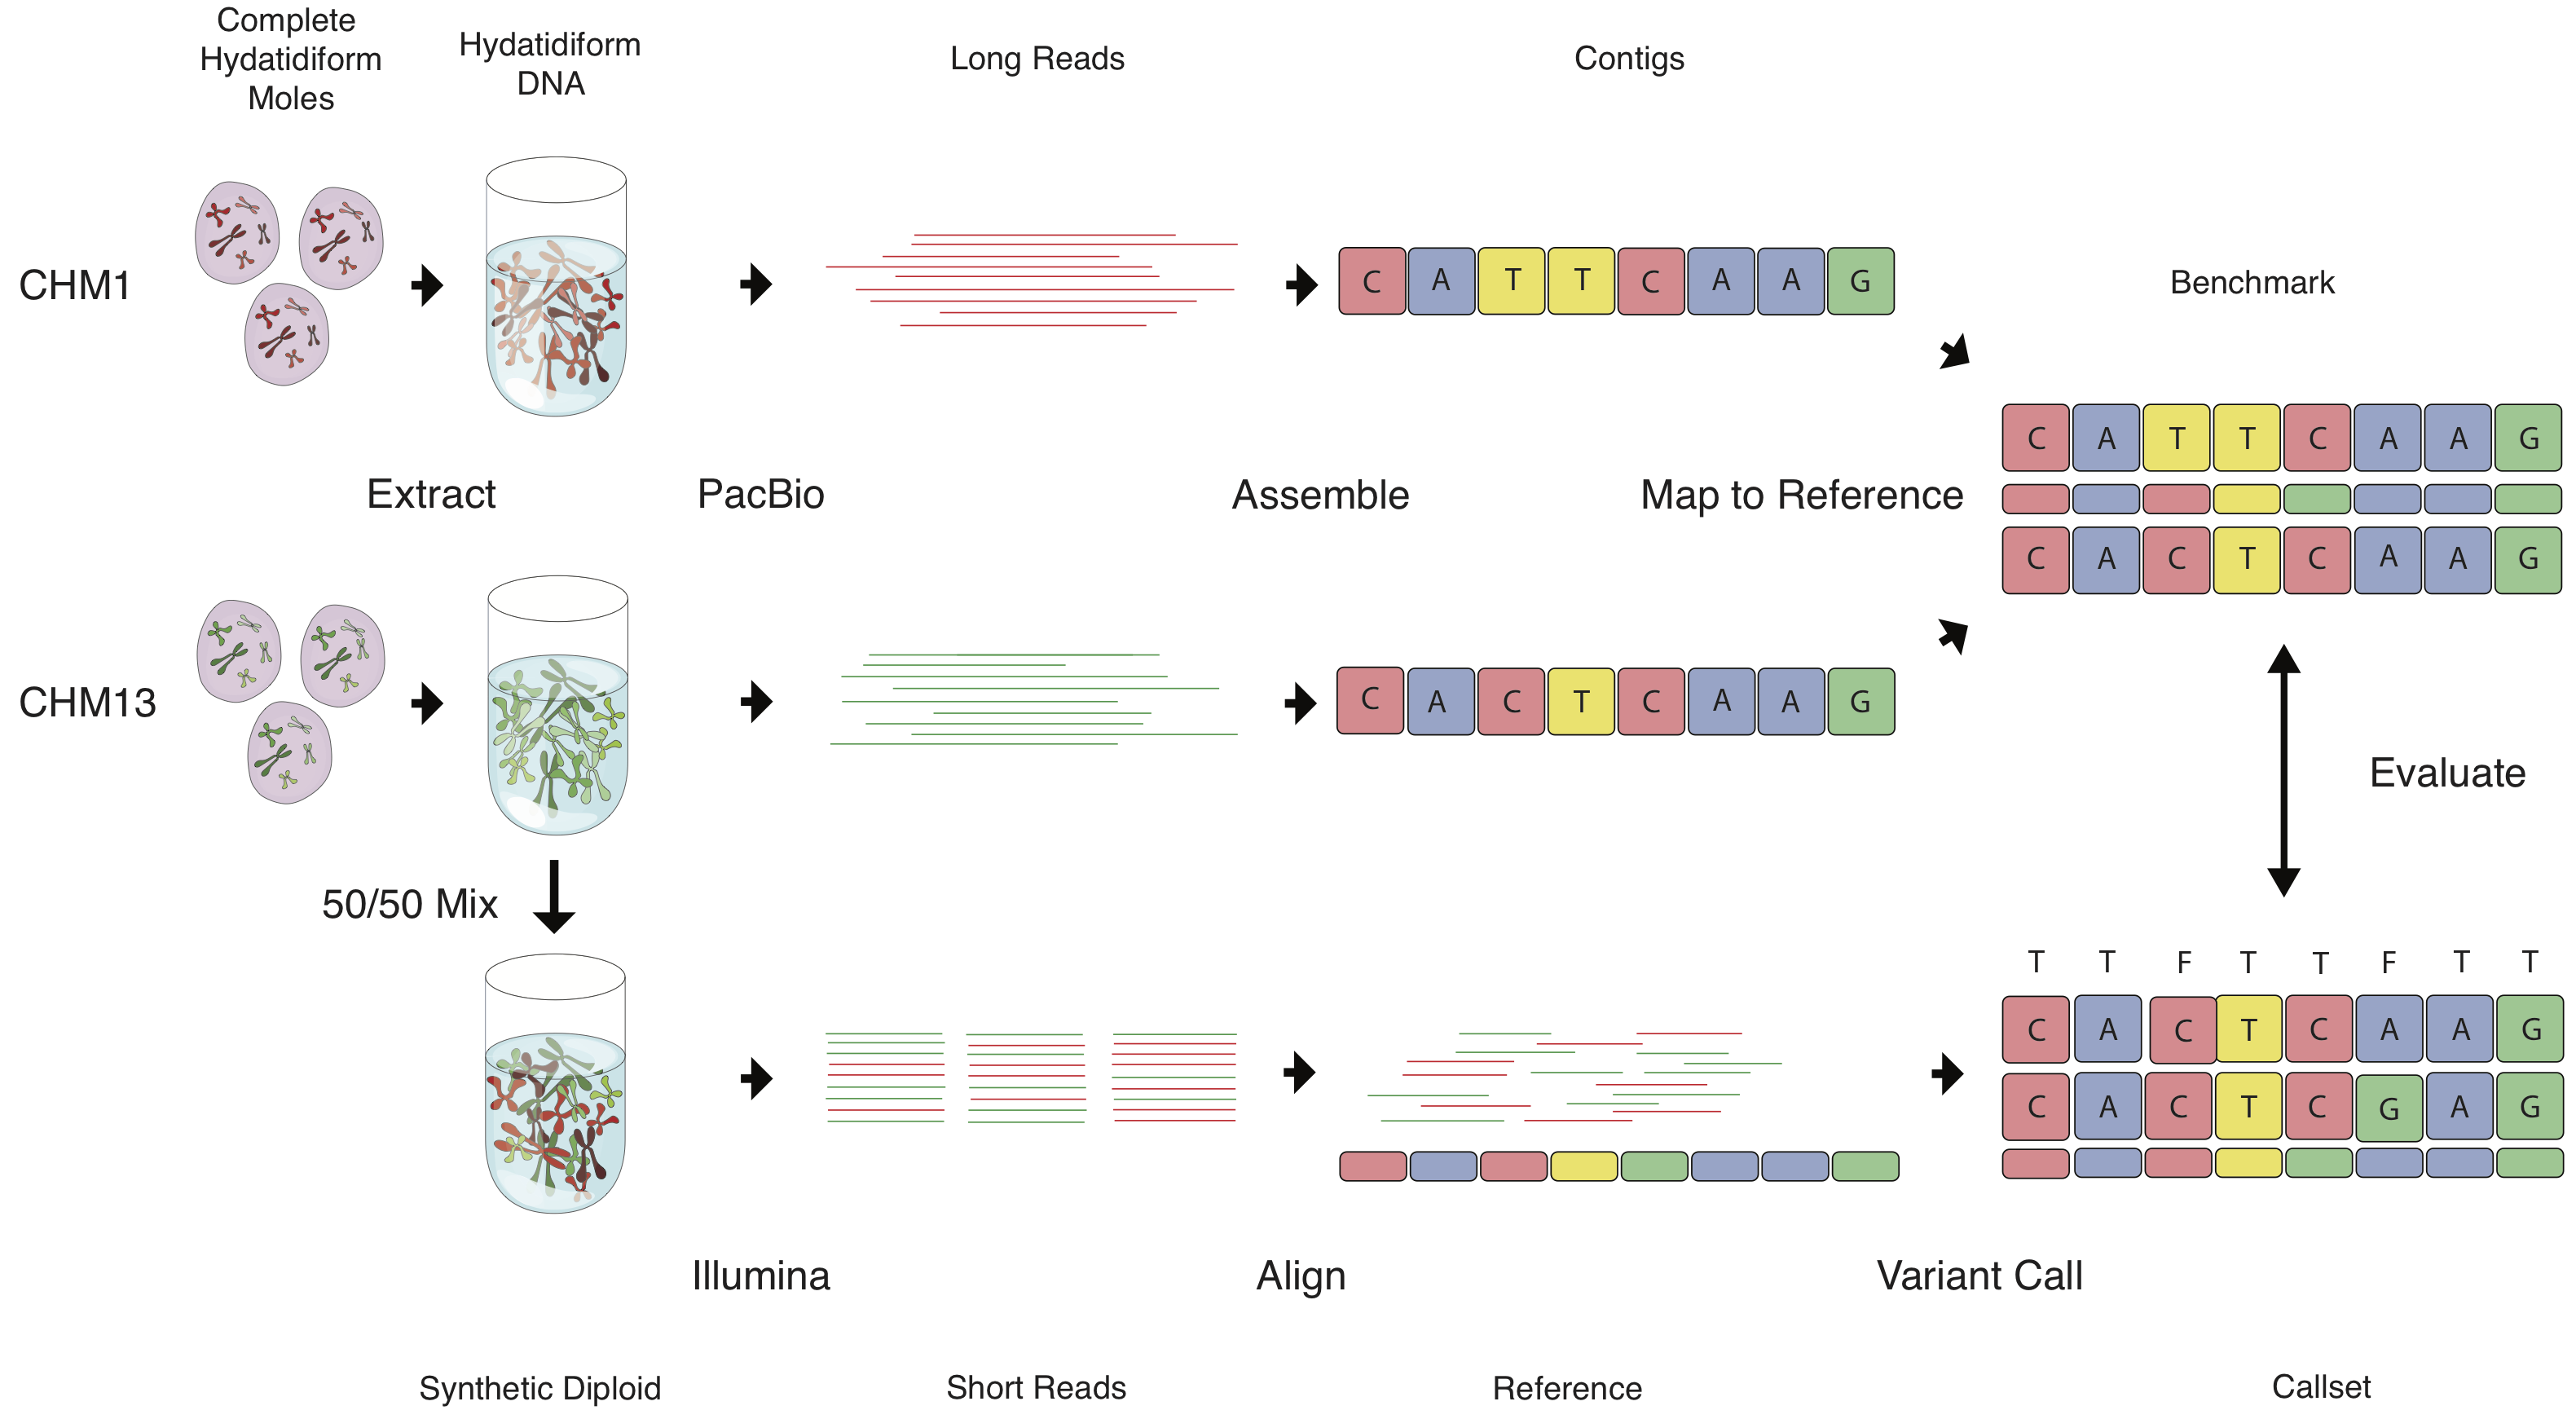 Complete
Hydatidiform
Moles
Hydatidiform
DNA
Long Reads
Contigs
CHM1
C A T T C A A G
Benchmark
C A T T C A A G
Extract
PacBio
Assemble
Map to Reference
C A C T C A A G
CHM13
C A C T C A A G
Evaluate
50/50 Mix
T T F T T F T T
C A C T C A A G
C A C T C G A G
Illumina
Align
Variant Call
Synthetic Diploid
Short Reads
Reference
Callset